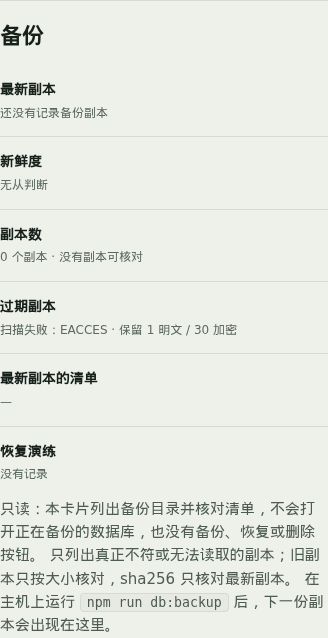 备份
最新副本
还没有记录备份副本
新鲜度
无从判断
副本数
0 个副本 · 没有副本可核对
过期副本
扫描失败：EACCES · 保留 1 明文 / 30 加密
最新副本的清单
—
恢复演练
没有记录
只读：本卡片列出备份目录并核对清单，不会打
开正在备份的数据库，也没有备份、恢复或删除
按钮。 只列出真正不符或无法读取的副本；旧副
本只按大小核对，sha256 只核对最新副本。 在
主机上运行 npm run db:backup 后，下一份副
本会出现在这里。